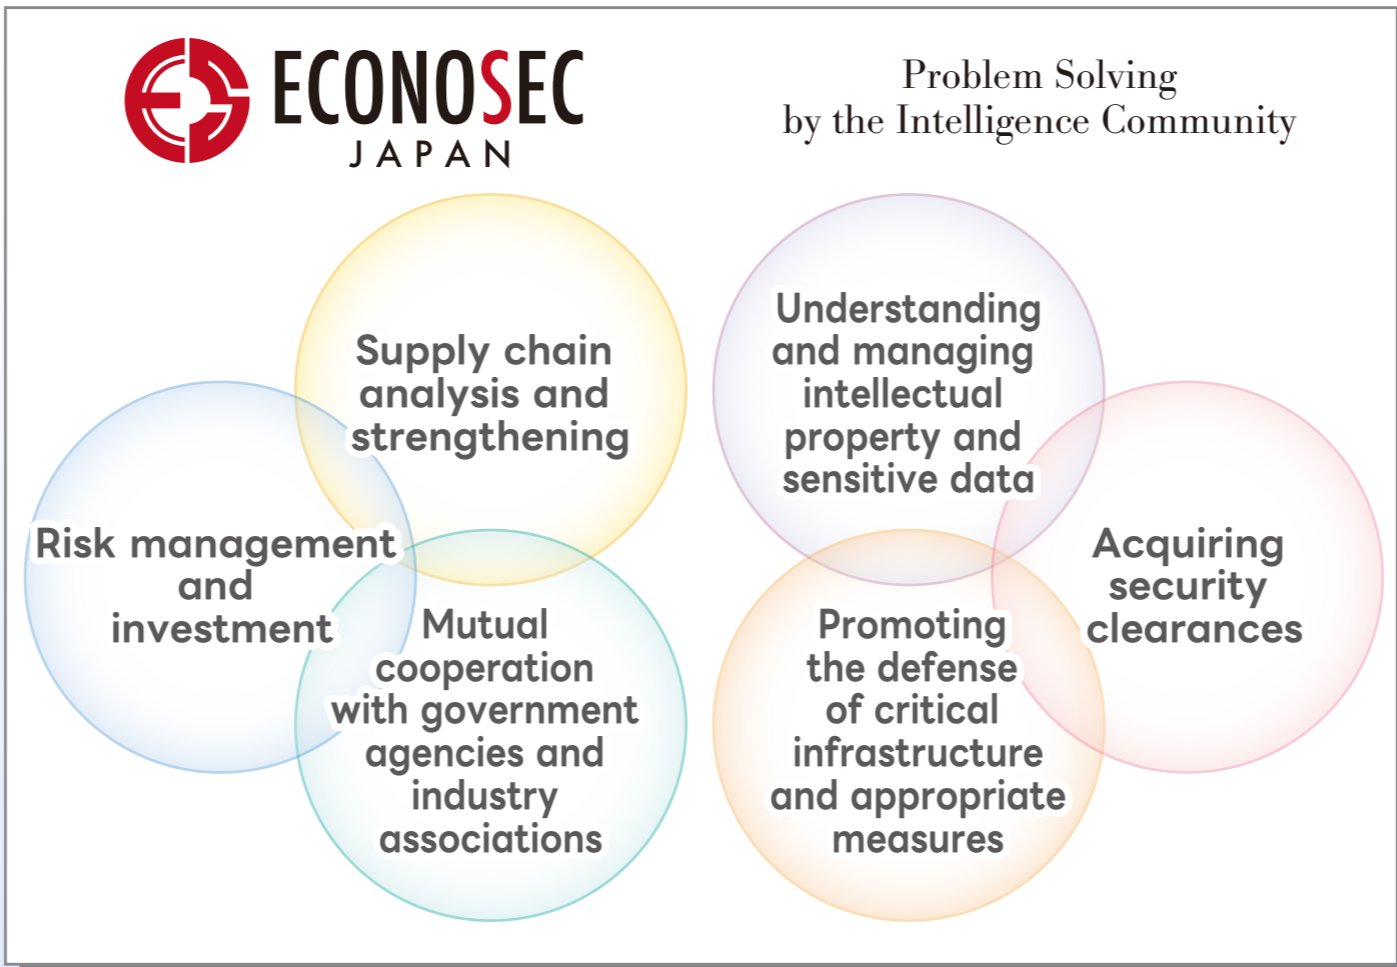 ECONOSEC
JAPAN
Problem Solving
by the Intelligence Community
Supply chain
analysis and
strengthening
Risk management
and
investment
Mutual
cooperation
with government
agencies and
industry
associations
Understanding
and managing
intellectual
property and
sensitive data
Promoting
the defense
of critical
infrastructure
and appropriate
measures
Acquiring
security
clearances